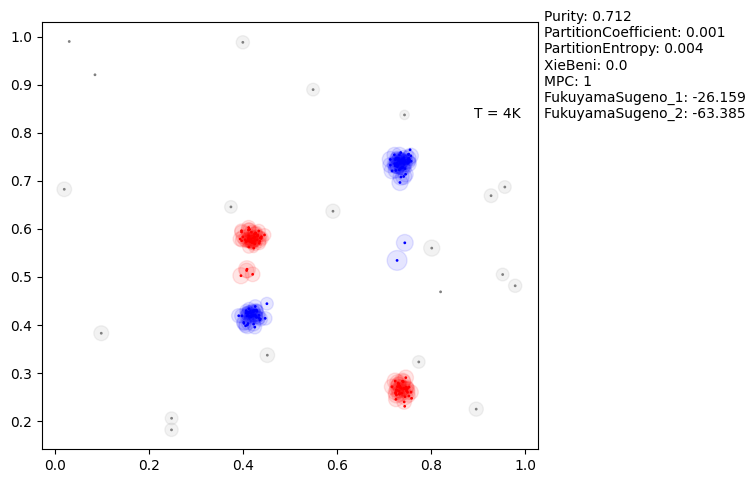 Purity: 0.712
PartitionCoefficient: 0.001
PartitionEntropy: 0.004
XieBeni: 0.0
MPC: 1
FukuyamaSugeno_1: -26.159
FukuyamaSugeno_2: -63.385
T = 4K
1.0
0.9
0.8
0.7
0.6
0.5
0.4
0.3
0.2
0.0 0.2 0.4 0.6 0.8 1.0